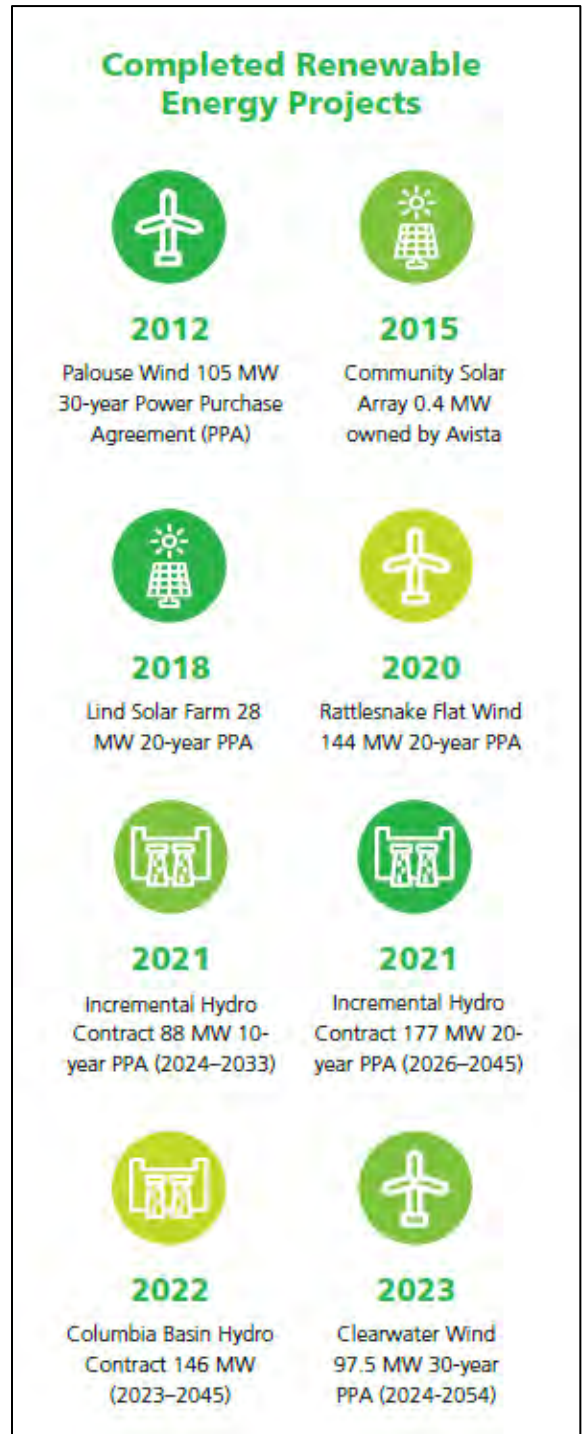 Completed Renewable
Energy Projects
2012
Palouse Wind 105 MW
30-year Power Purchase
Agreement (PPA)
2015
Community Solar
Array 0.4 MW
owned by Avista
2018
Lind Solar Farm 28
MW 20-year PPA
2020
Rattlesnake Flat Wind
144 MW 20-year PPA
2021
Incremental Hydro
Contract 88 MW 10-
year PPA (2024–2033)
2021
Incremental Hydro
Contract 177 MW 20-
year PPA (2026–2045)
2022
Columbia Basin Hydro
Contract 146 MW
(2023–2045)
2023
Clearwater Wind
97.5 MW 30-year
PPA (2024-2054)